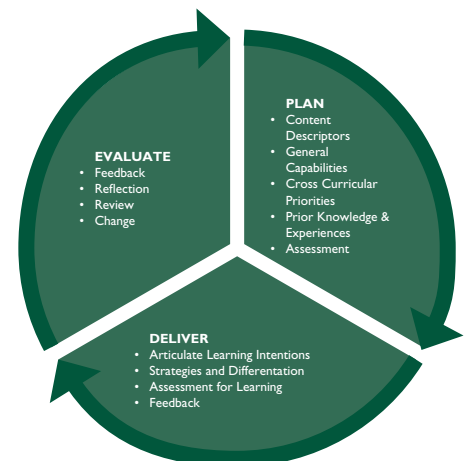 PLAN
• Content
Descriptors
• General
Capabilities
• Cross Curricular
Priorities
• Prior Knowledge &
Experiences
• Assessment
DELIVER
• Articulate Learning Intentions
• Strategies and Differentation
• Assessment for Learning
• Feedback
EVALUATE
• Feedback
• Reflection
• Review
• Change